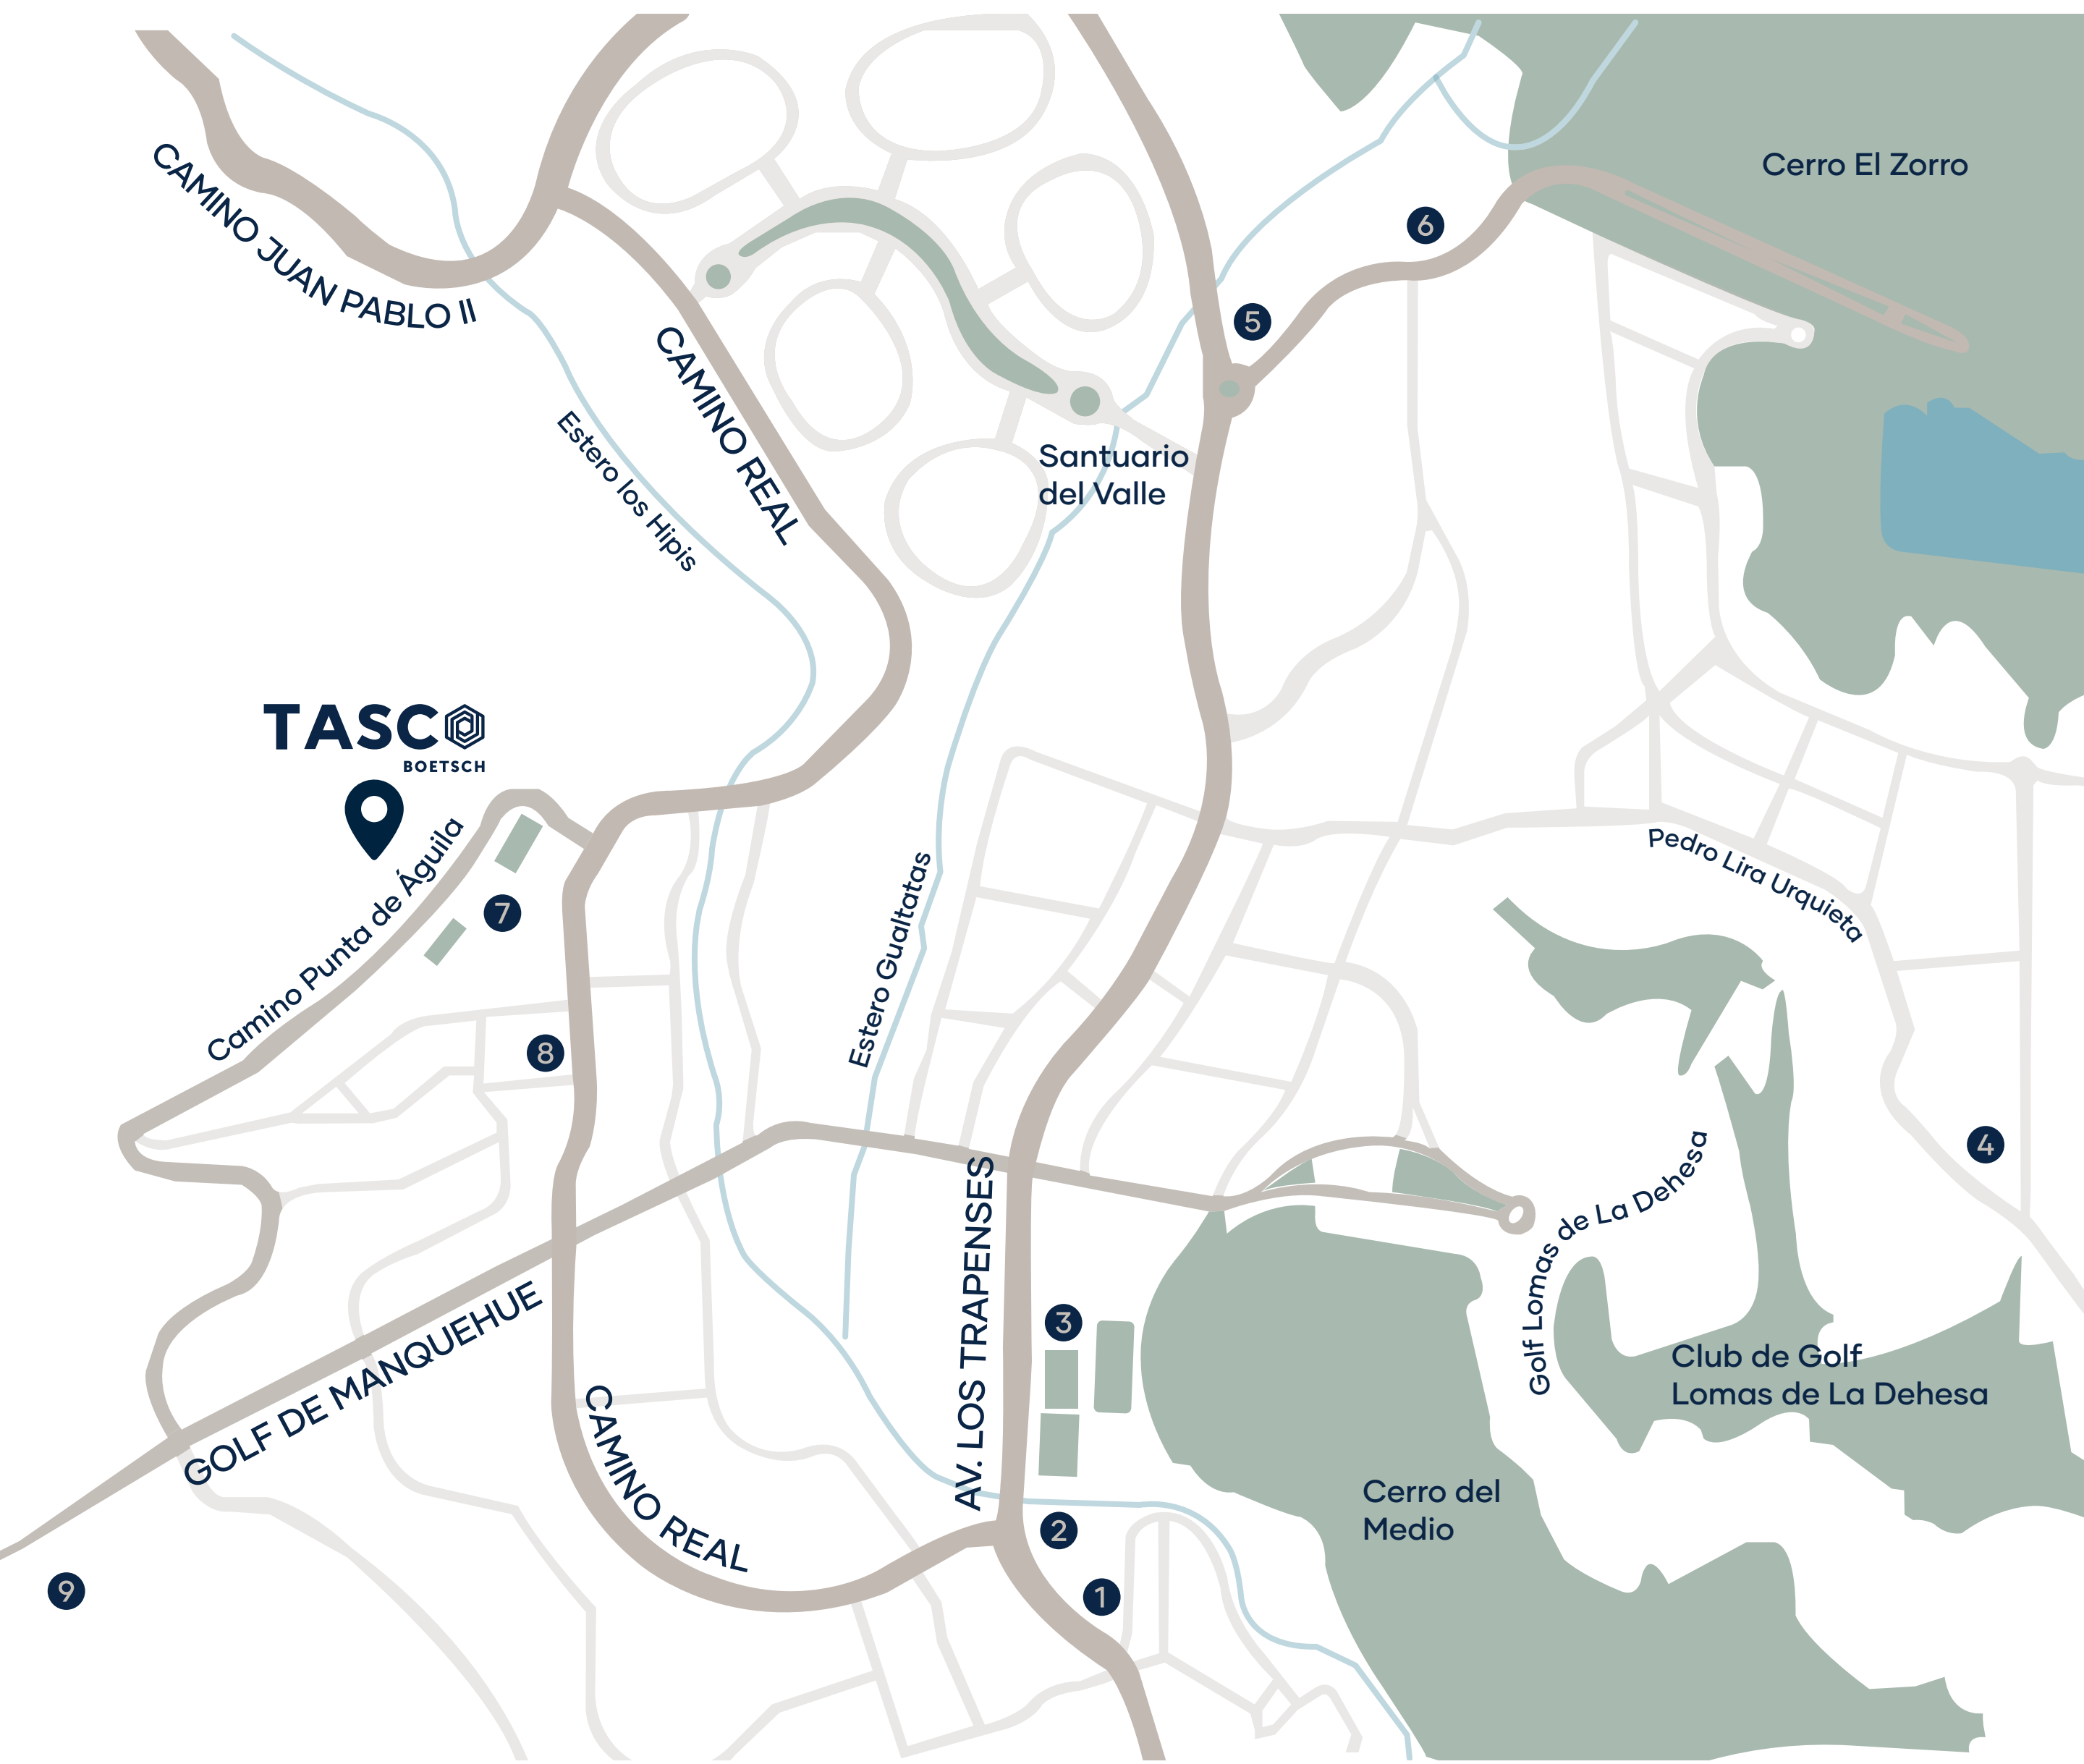 CAMINO JUAN PABLO II
Cerro El Zorro
6
5
CAMINO REAL
Estero los Hipis
Santuario
del Valle
TASCO
BOETSCH
Camino Punta de Águila
7
8
Estero Gualtatas
Pedro Lira Urquieta
4
Golf Lomas de La Dehesa
AV. LOS TRAPENSES
GOLF DE MANQUEHUE
3
Club de Golf
Lomas de La Dehesa
CAMINO REAL
Cerro del
Medio
2
1
9